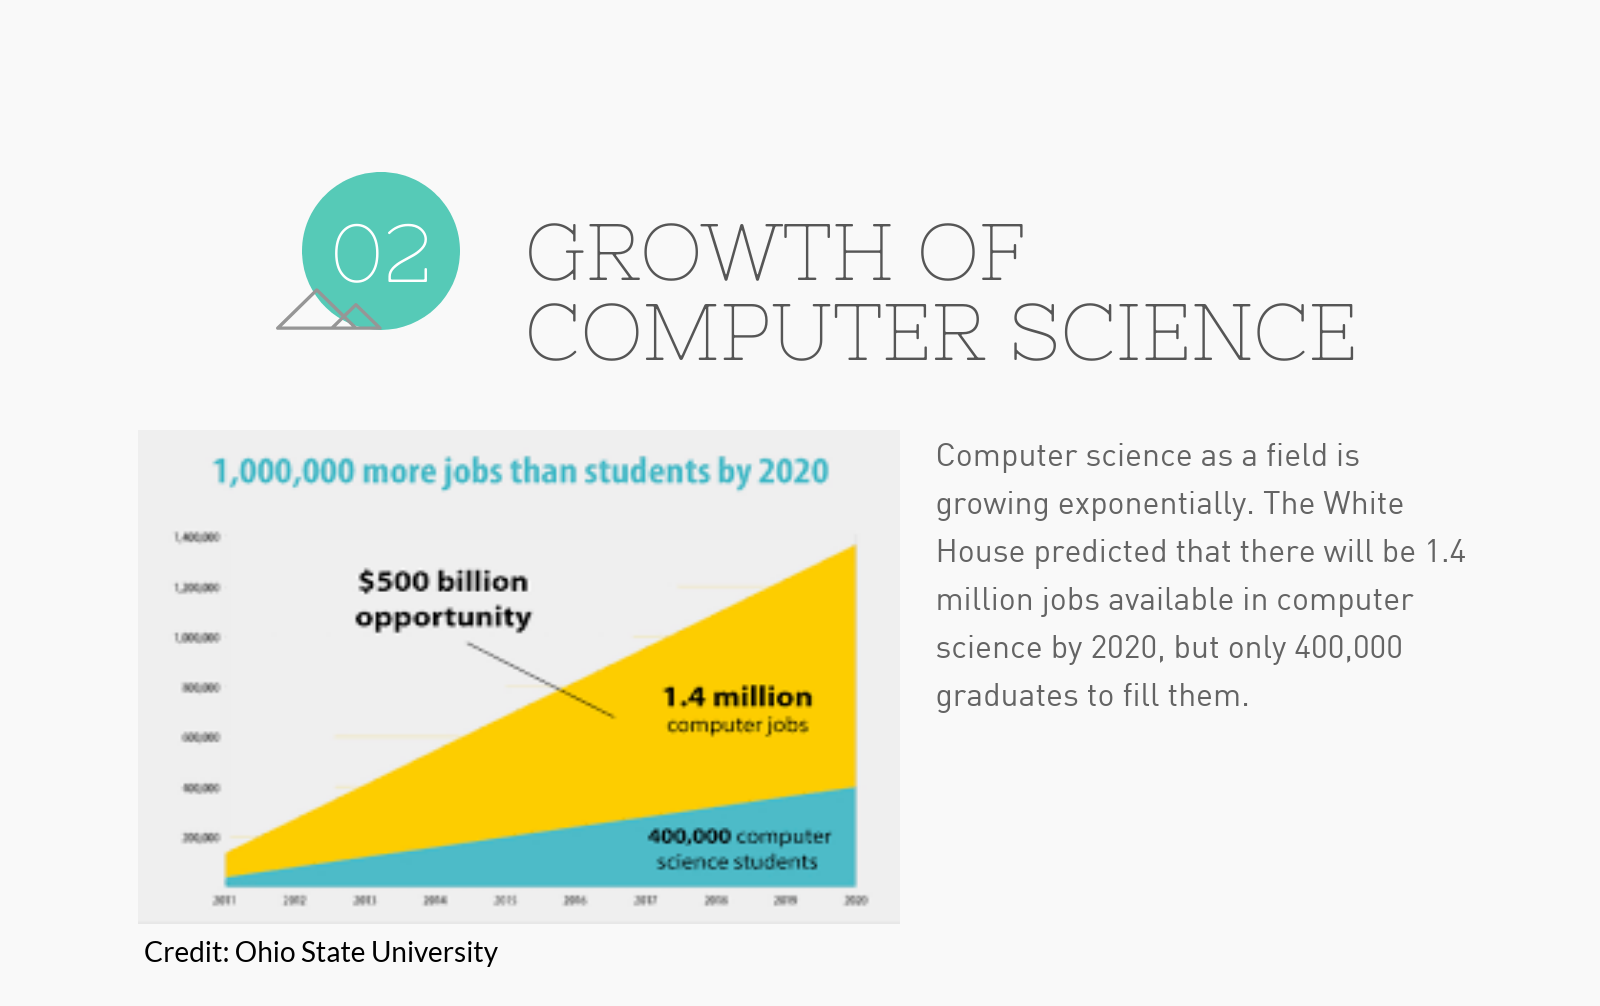 02
GROWTH OF
COMPUTER SCIENCE
1,000,000 more jobs than students by 2020
1,400,000
1,200,000
1,000,000
800,000
600,000
400,000
200,000
$500 billion
opportunity
1.4 million
computer jobs
400,000 computer
science students
2011 2012 2013 2014 2015 2016 2017 2018 2019 2020
Credit: Ohio State University
Computer science as a field is
growing exponentially. The White
House predicted that there will be 1.4
million jobs available in computer
science by 2020, but only 400,000
graduates to fill them.